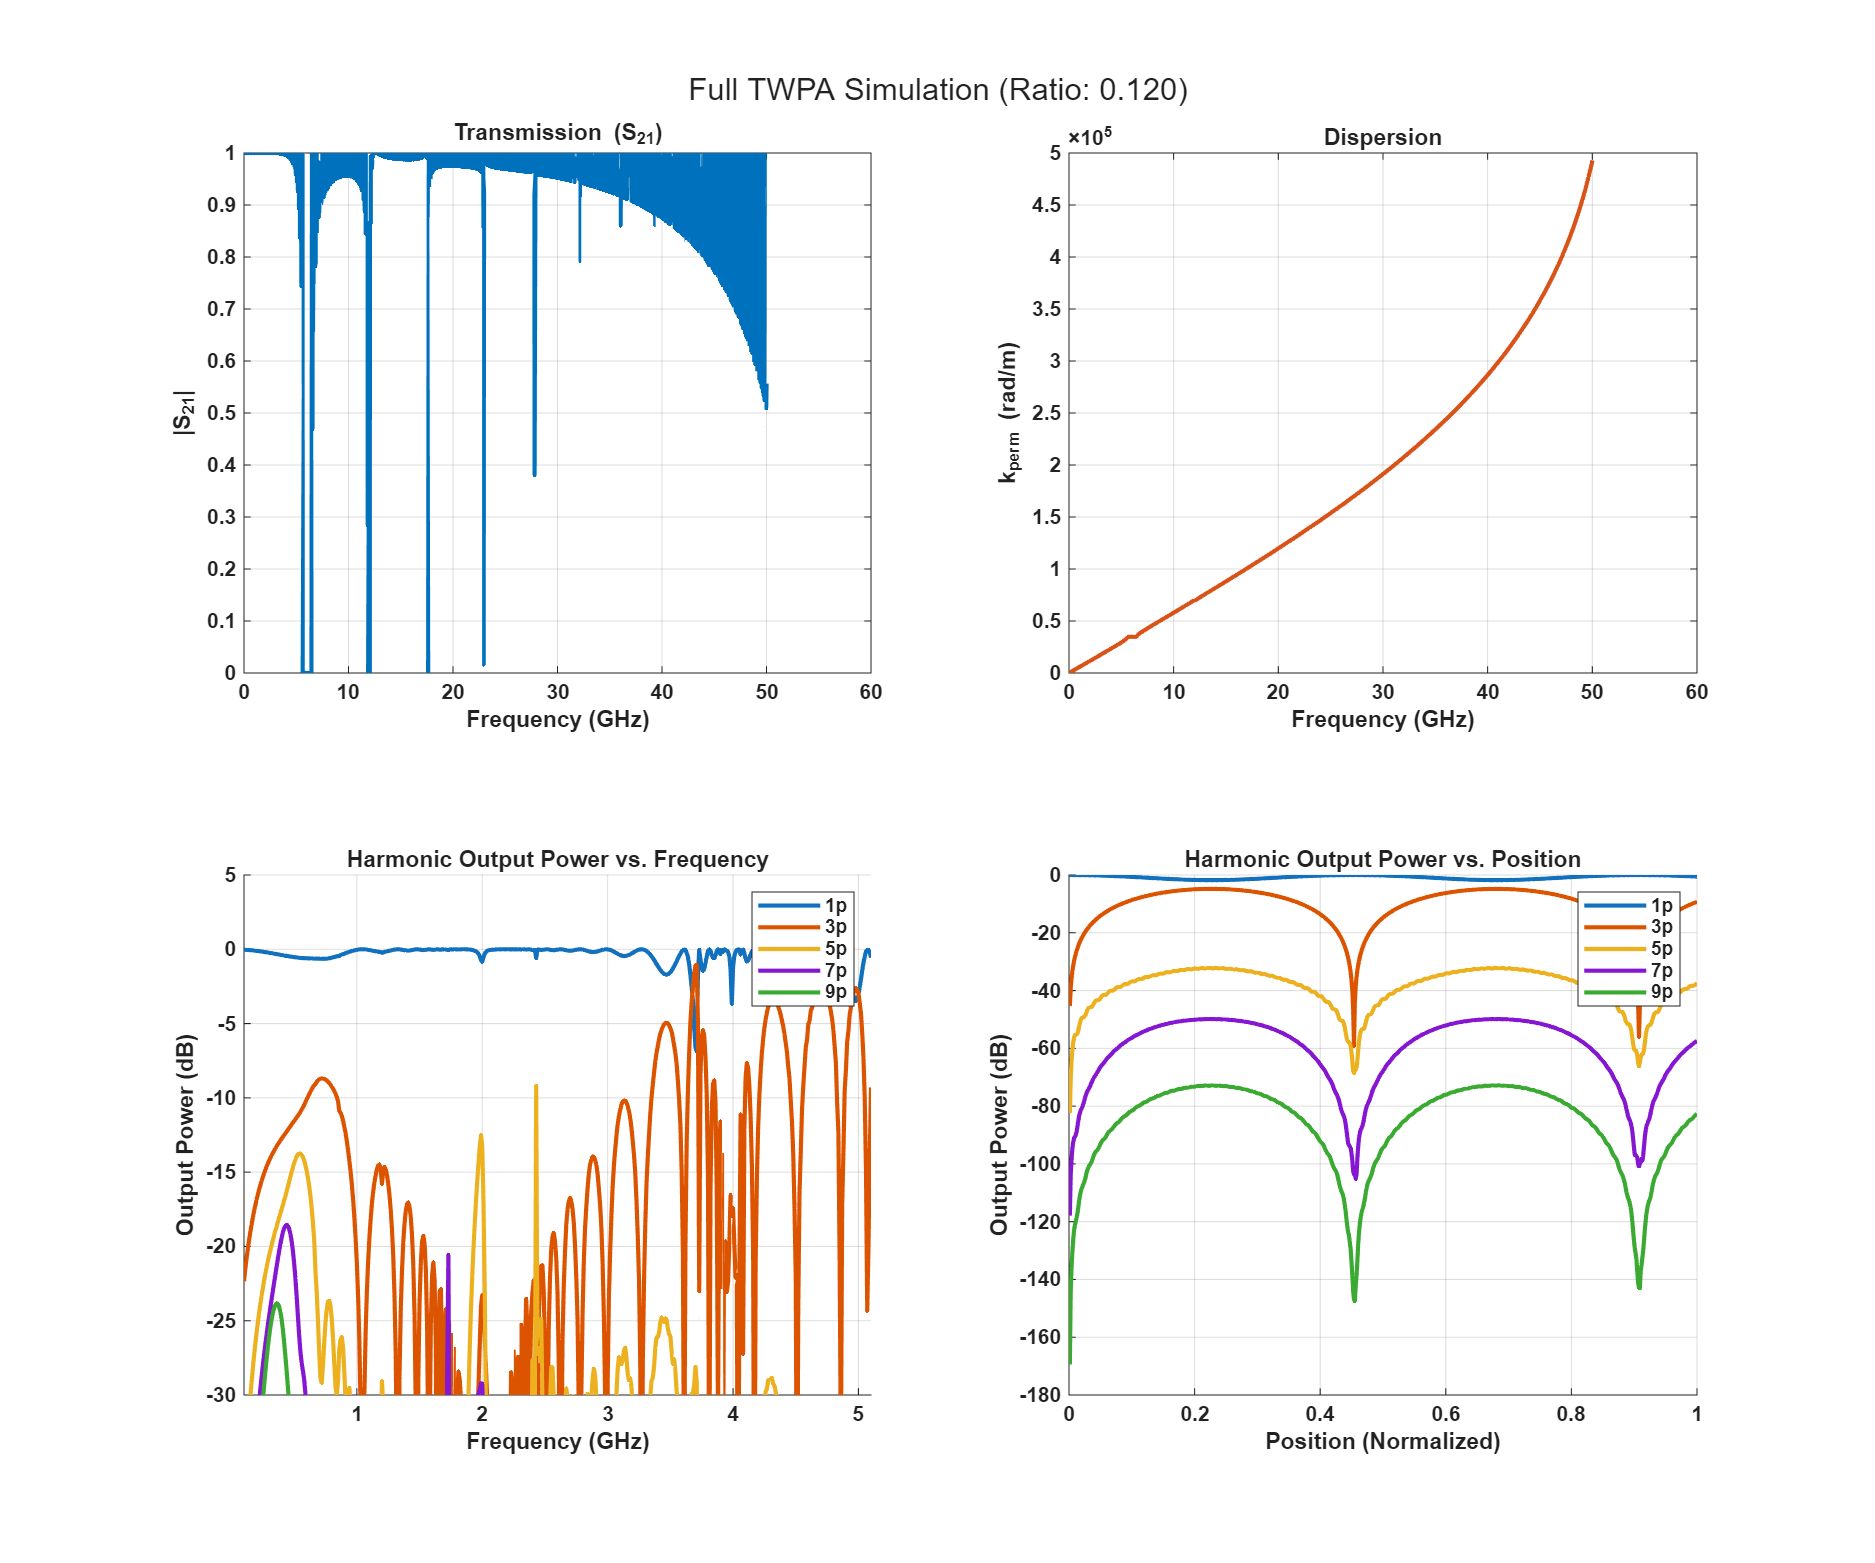 Full TWPA Simulation (Ratio: 0.120)
Transmission (S21)
1
0.9
0.8
0.7
0.6
0.5
0.4
0.3
0.2
0.1
0
|S21|
0 10 20 30 40 50 60
Frequency (GHz)
×10^5
Dispersion
5
4.5
4
3.5
3
2.5
2
1.5
1
0.5
0
kperm (rad/m)
0 10 20 30 40 50 60
Frequency (GHz)
Harmonic Output Power vs. Frequency
5
0
-5
-10
-15
-20
-25
-30
Output Power (dB)
1p
3p
5p
7p
9p
1 2 3 4 5
Frequency (GHz)
Harmonic Output Power vs. Position
0
-20
-40
-60
-80
-100
-120
-140
-160
-180
Output Power (dB)
1p
3p
5p
7p
9p
0 0.2 0.4 0.6 0.8 1
Position (Normalized)